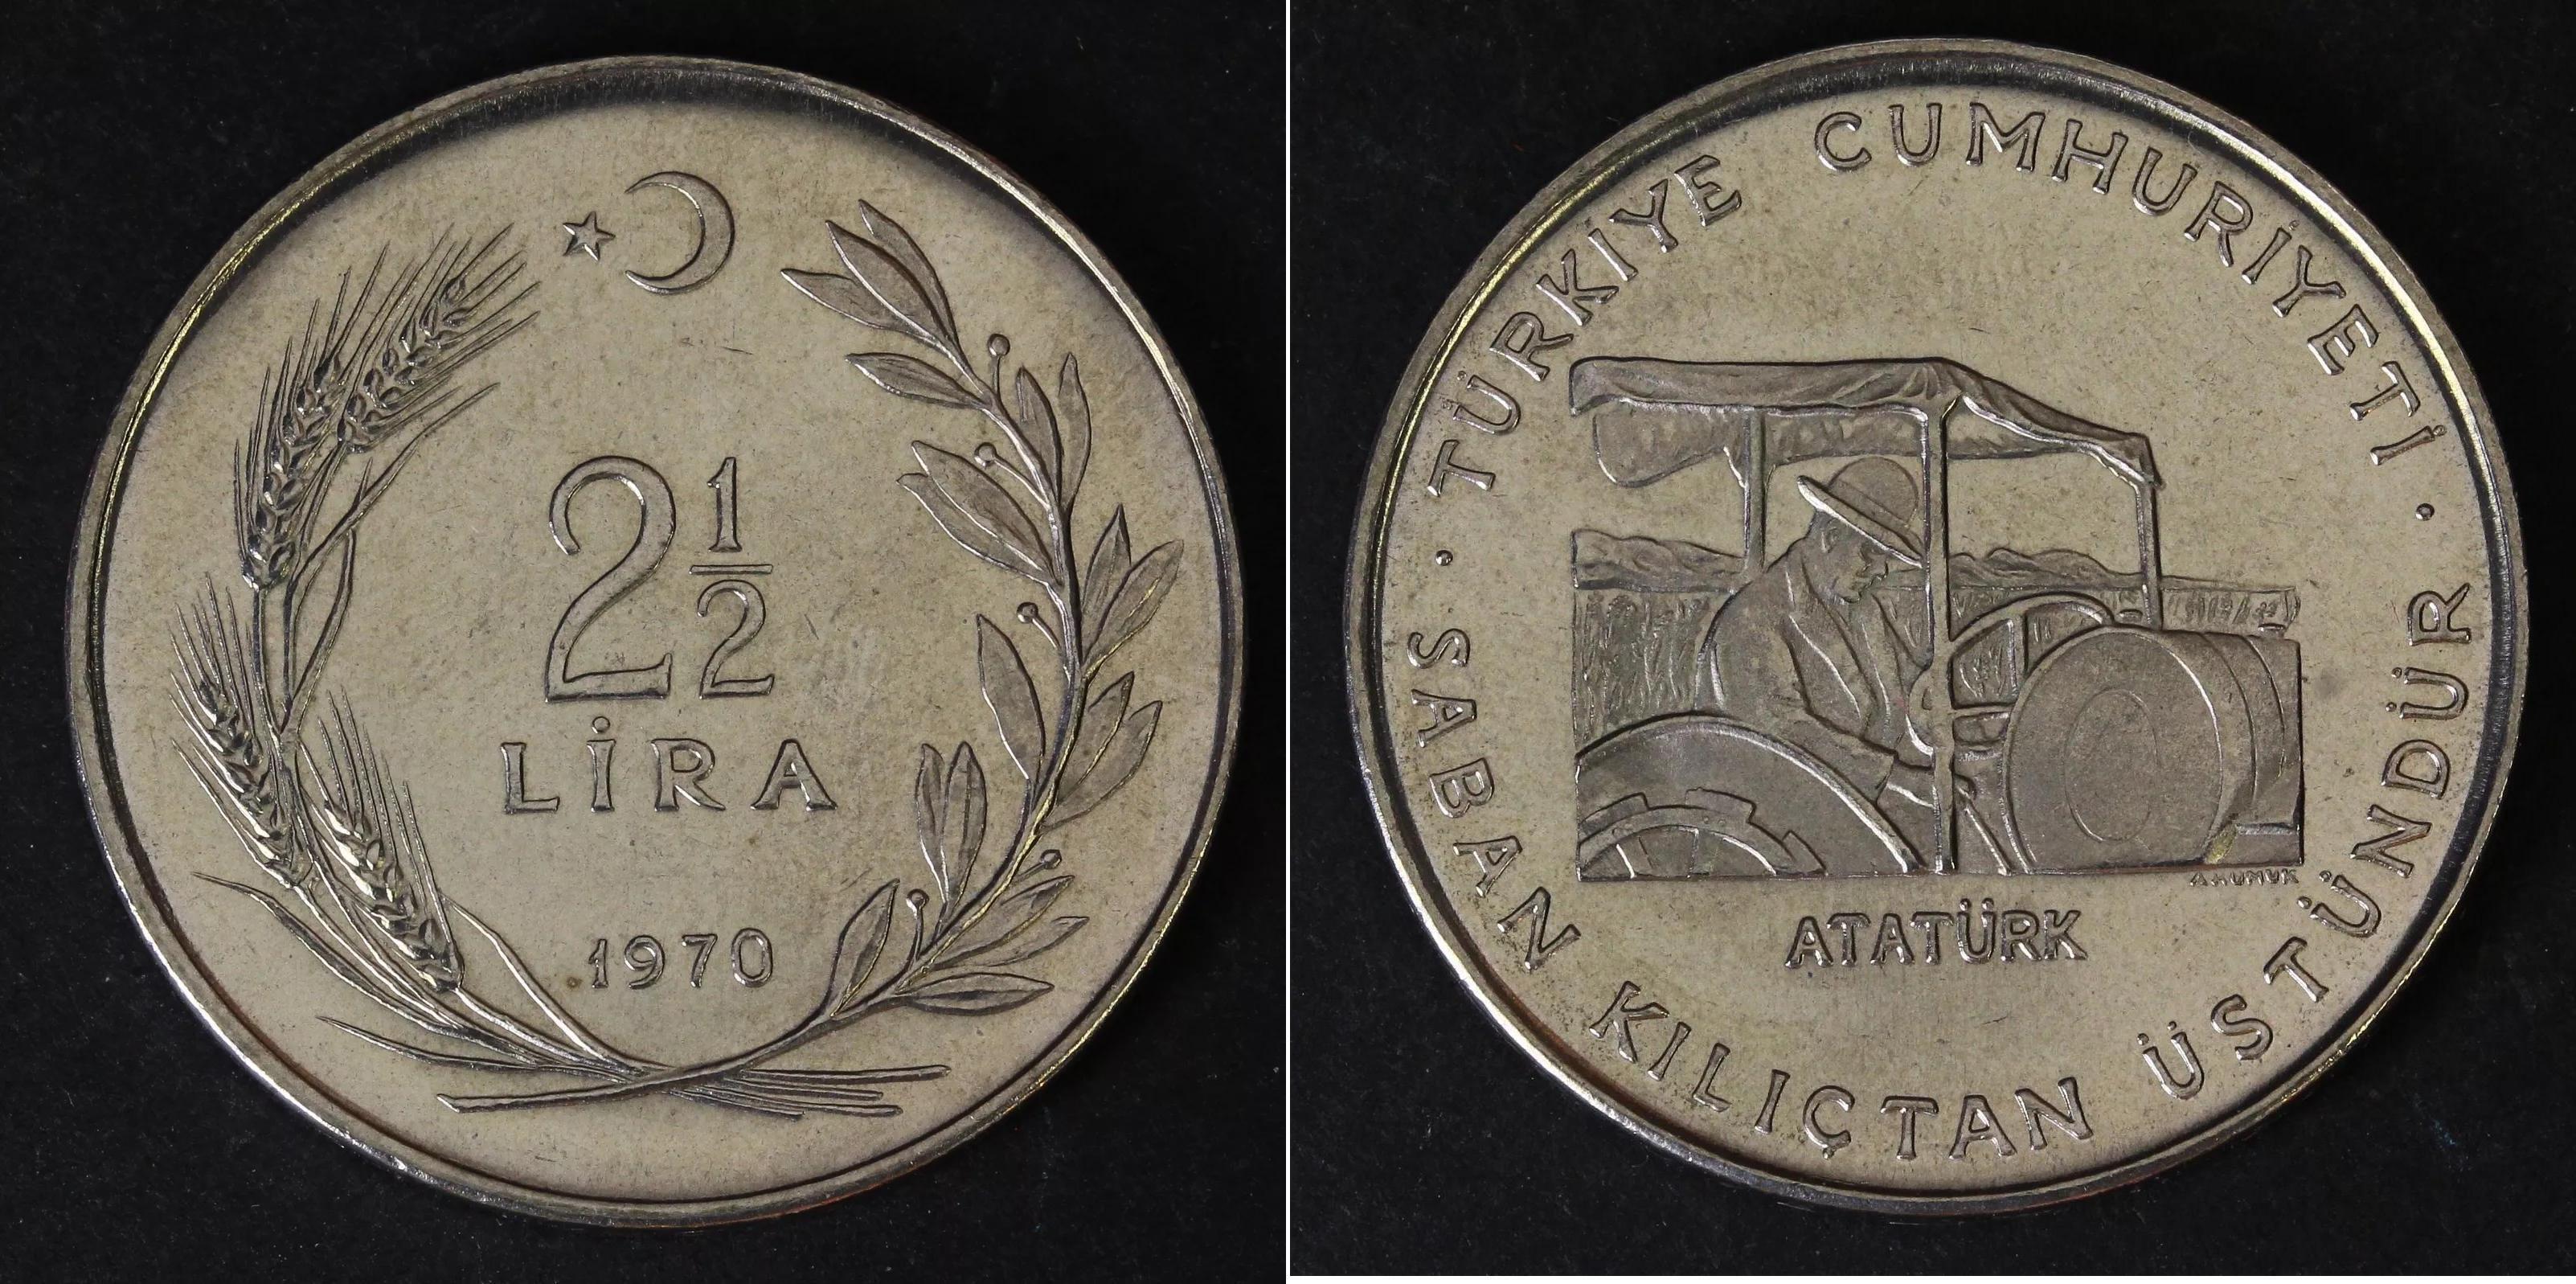 2 1/2
LİRA
1970
· TÜRKİYE CUMHURİYETİ ·
SABAN KILIÇTAN ÜSTÜNDÜR
ATATÜRK